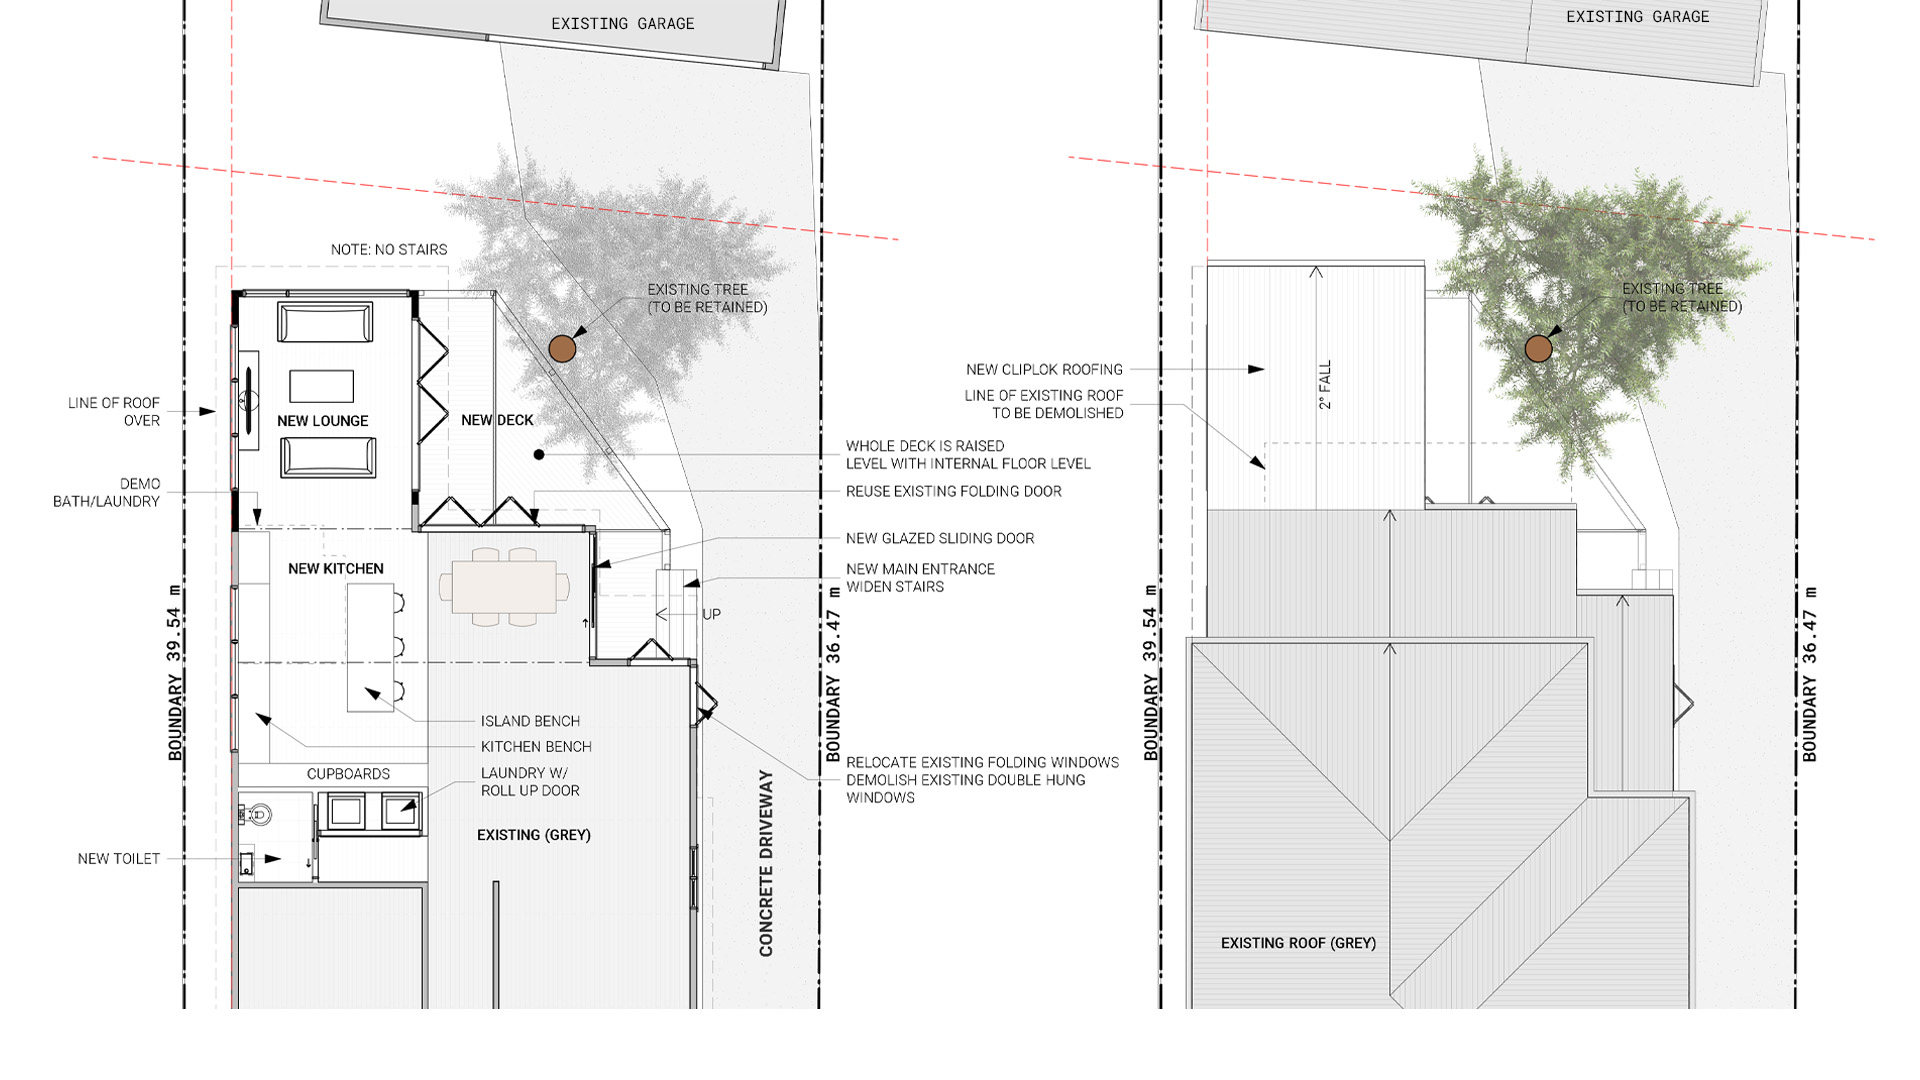 EXISTING GARAGE
NOTE: NO STAIRS
EXISTING TREE
(TO BE RETAINED)
LINE OF ROOF
OVER
NEW LOUNGE
NEW DECK
WHOLE DECK IS RAISED
LEVEL WITH INTERNAL FLOOR LEVEL
DEMO
BATH/LAUNDRY
REUSE EXISTING FOLDING DOOR
NEW GLAZED SLIDING DOOR
NEW KITCHEN
NEW MAIN ENTRANCE
WIDEN STAIRS
UP
BOUNDARY 39.54 m
BOUNDARY 36.47 m
ISLAND BENCH
KITCHEN BENCH
CUPBOARDS
LAUNDRY W/
ROLL UP DOOR
RELOCATE EXISTING FOLDING WINDOWS
DEMOLISH EXISTING DOUBLE HUNG
WINDOWS
EXISTING (GREY)
NEW TOILET
CONCRETE DRIVEWAY
EXISTING GARAGE
EXISTING TREE
(TO BE RETAINED)
NEW CLIPLOK ROOFING
LINE OF EXISTING ROOF
TO BE DEMOLISHED
2° FALL
BOUNDARY 39.54 m
BOUNDARY 36.47 m
EXISTING ROOF (GREY)